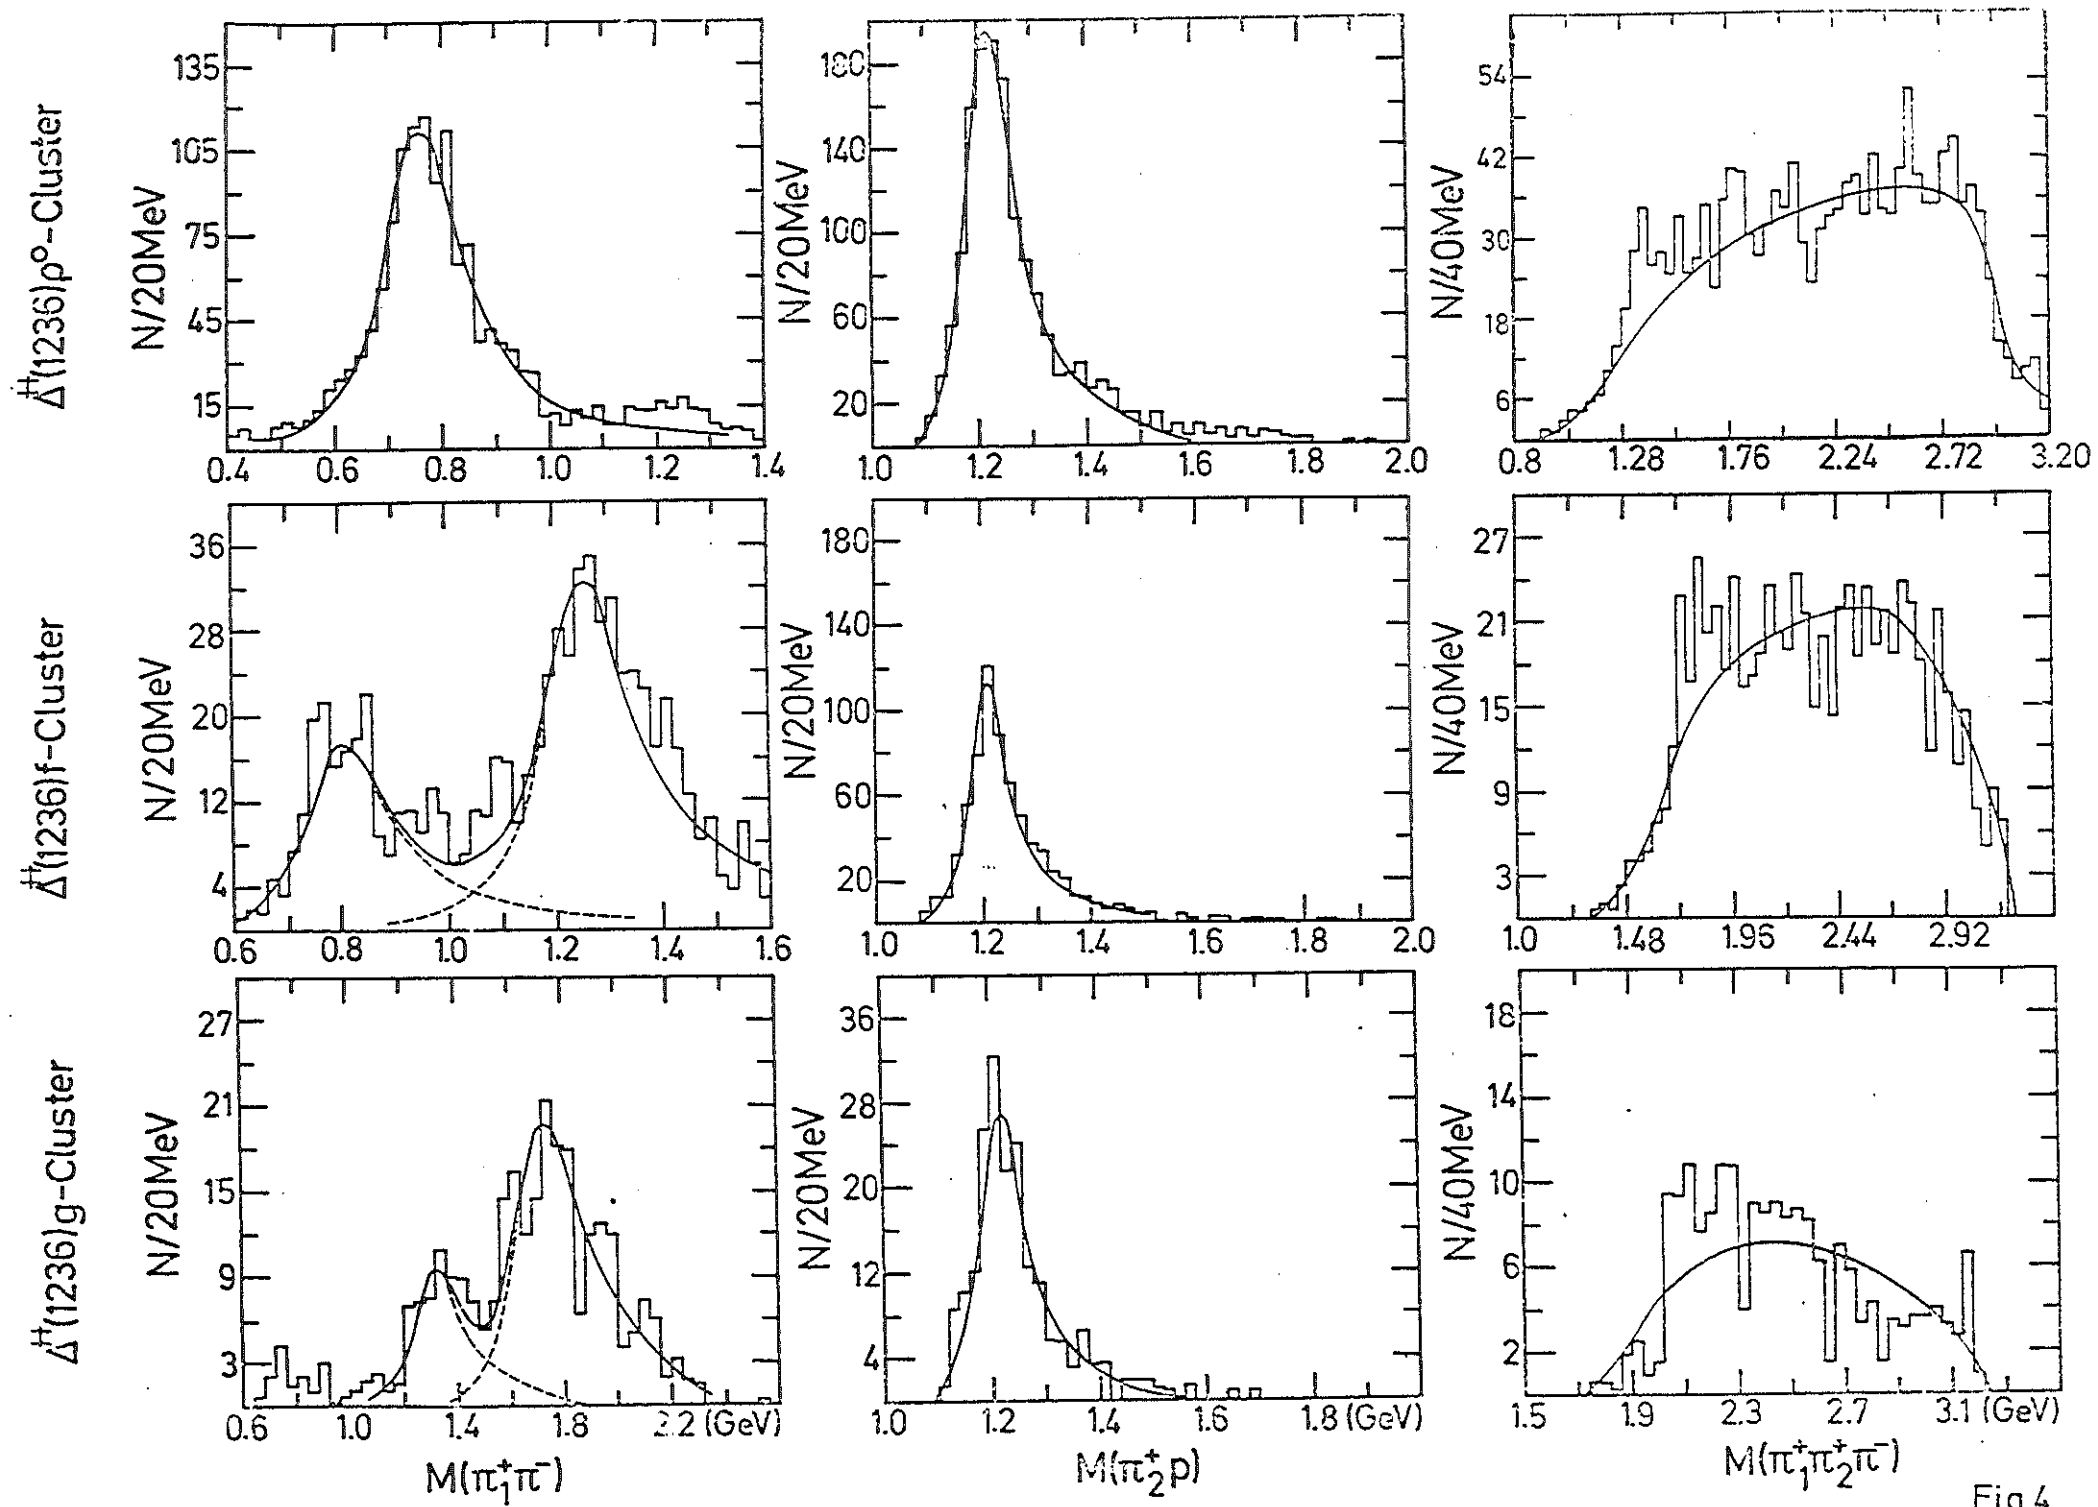 Δ⁺⁺(1236)ρ⁰-Cluster
N/20MeV
135
105
75
45
15
0.4 0.6 0.8 1.0 1.2 1.4
N/20MeV
180
140
100
60
20
1.0 1.2 1.4 1.6 1.8 2.0
N/40MeV
54
42
30
18
6
0.8 1.28 1.76 2.24 2.72 3.20
Δ⁺⁺(1236)f-Cluster
N/20MeV
36
28
20
12
4
0.6 0.8 1.0 1.2 1.4 1.6
N/20MeV
180
140
100
60
20
1.0 1.2 1.4 1.6 1.8 2.0
N/40MeV
27
21
15
9
3
1.0 1.48 1.96 2.44 2.92
Δ⁺⁺(1236)g-Cluster
N/20MeV
27
21
15
9
3
0.6 1.0 1.4 1.8 2.2 (GeV)
M(π₁⁺π⁻)
N/20MeV
36
28
20
12
4
1.0 1.2 1.4 1.6 1.8 (GeV)
M(π₂⁺p)
N/40MeV
18
14
10
6
2
1.5 1.9 2.3 2.7 3.1 (GeV)
M(π₁⁺π₂⁺π⁻)
Fig 4